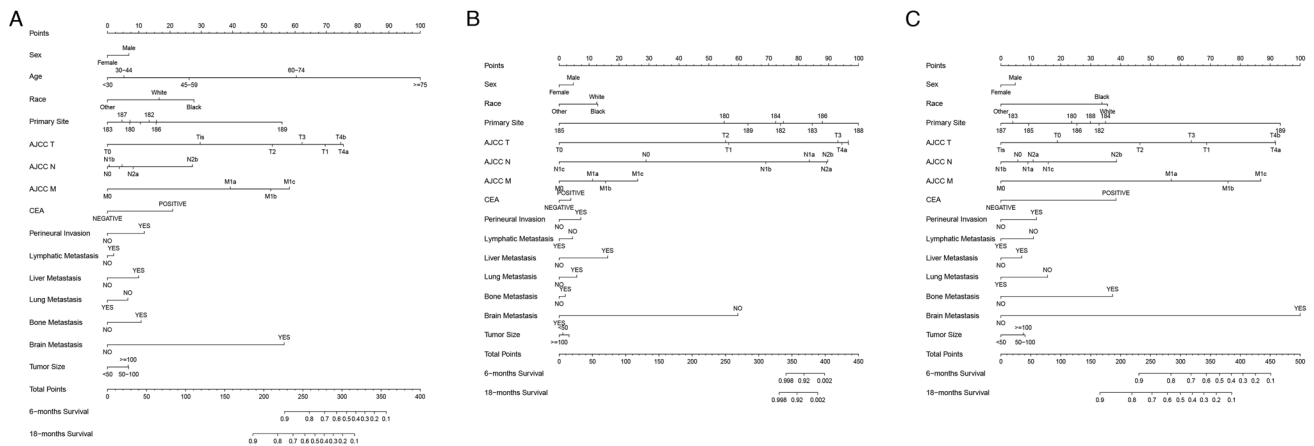 A
Points
0 10 20 30 40 50 60 70 80 90 100
Sex
Male
Female
Age
30−44 60−74
<30 45−59 >=75
Race
White
Other Black
Primary Site
187 182
183 180 186 189
AJCC T
Tis T3 T4b
T0 T2 T1 T4a
AJCC N
N1b N2b
N0 N2a
AJCC M
M1a M1c
M0 M1b
CEA
POSITIVE
NEGATIVE
Perineural Invasion
YES
NO
Lymphatic Metastasis
YES
NO
Liver Metastasis
YES
NO
Lung Metastasis
NO
YES
Bone Metastasis
YES
NO
Brain Metastasis
YES
NO
Tumor Size
>=100
<50 50−100
Total Points
0 50 100 150 200 250 300 350 400
6−months Survival
0.9 0.8 0.7 0.6 0.5 0.4 0.3 0.2 0.1
18−months Survival
0.9 0.8 0.7 0.6 0.5 0.4 0.3 0.2 0.1
B
Points
0 10 20 30 40 50 60 70 80 90 100
Sex
Male
Female
Race
White
Other Black
Primary Site
180 184 186
185 187 189 182 183 188
AJCC T
T2 T3
T0 T1 T4a
AJCC N
N0 N1a N2b
N1c N1b N2a
AJCC M
M1a M1c
M0 M1b
CEA
POSITIVE
NEGATIVE
Perineural Invasion
YES
NO
Lymphatic Metastasis
NO
YES
Liver Metastasis
YES
NO
Lung Metastasis
YES
NO
Bone Metastasis
YES
NO
Brain Metastasis
NO
YES
Tumor Size
<50
>=100
Total Points
0 50 100 150 200 250 300 350 400 450
6−months Survival
0.998 0.92 0.002
18−months Survival
0.998 0.92 0.002
C
Points
0 10 20 30 40 50 60 70 80 90 100
Sex
Male
Female
Race
Black
Other White
Primary Site
183 180 188 184
187 185 186 182 189
AJCC T
T0 T3 T4b
Tis T2 T1 T4a
AJCC N
N0 N2a N2b
N1b N1a N1c
AJCC M
M1a M1c
M0 M1b
CEA
POSITIVE
NEGATIVE
Perineural Invasion
YES
NO
Lymphatic Metastasis
NO
YES
Liver Metastasis
YES
NO
Lung Metastasis
NO
YES
Bone Metastasis
YES
NO
Brain Metastasis
YES
NO
Tumor Size
>=100
<50 50−100
Total Points
0 50 100 150 200 250 300 350 400 450 500
6−months Survival
0.9 0.8 0.7 0.6 0.5 0.4 0.3 0.2 0.1
18−months Survival
0.9 0.8 0.7 0.6 0.5 0.4 0.3 0.2 0.1